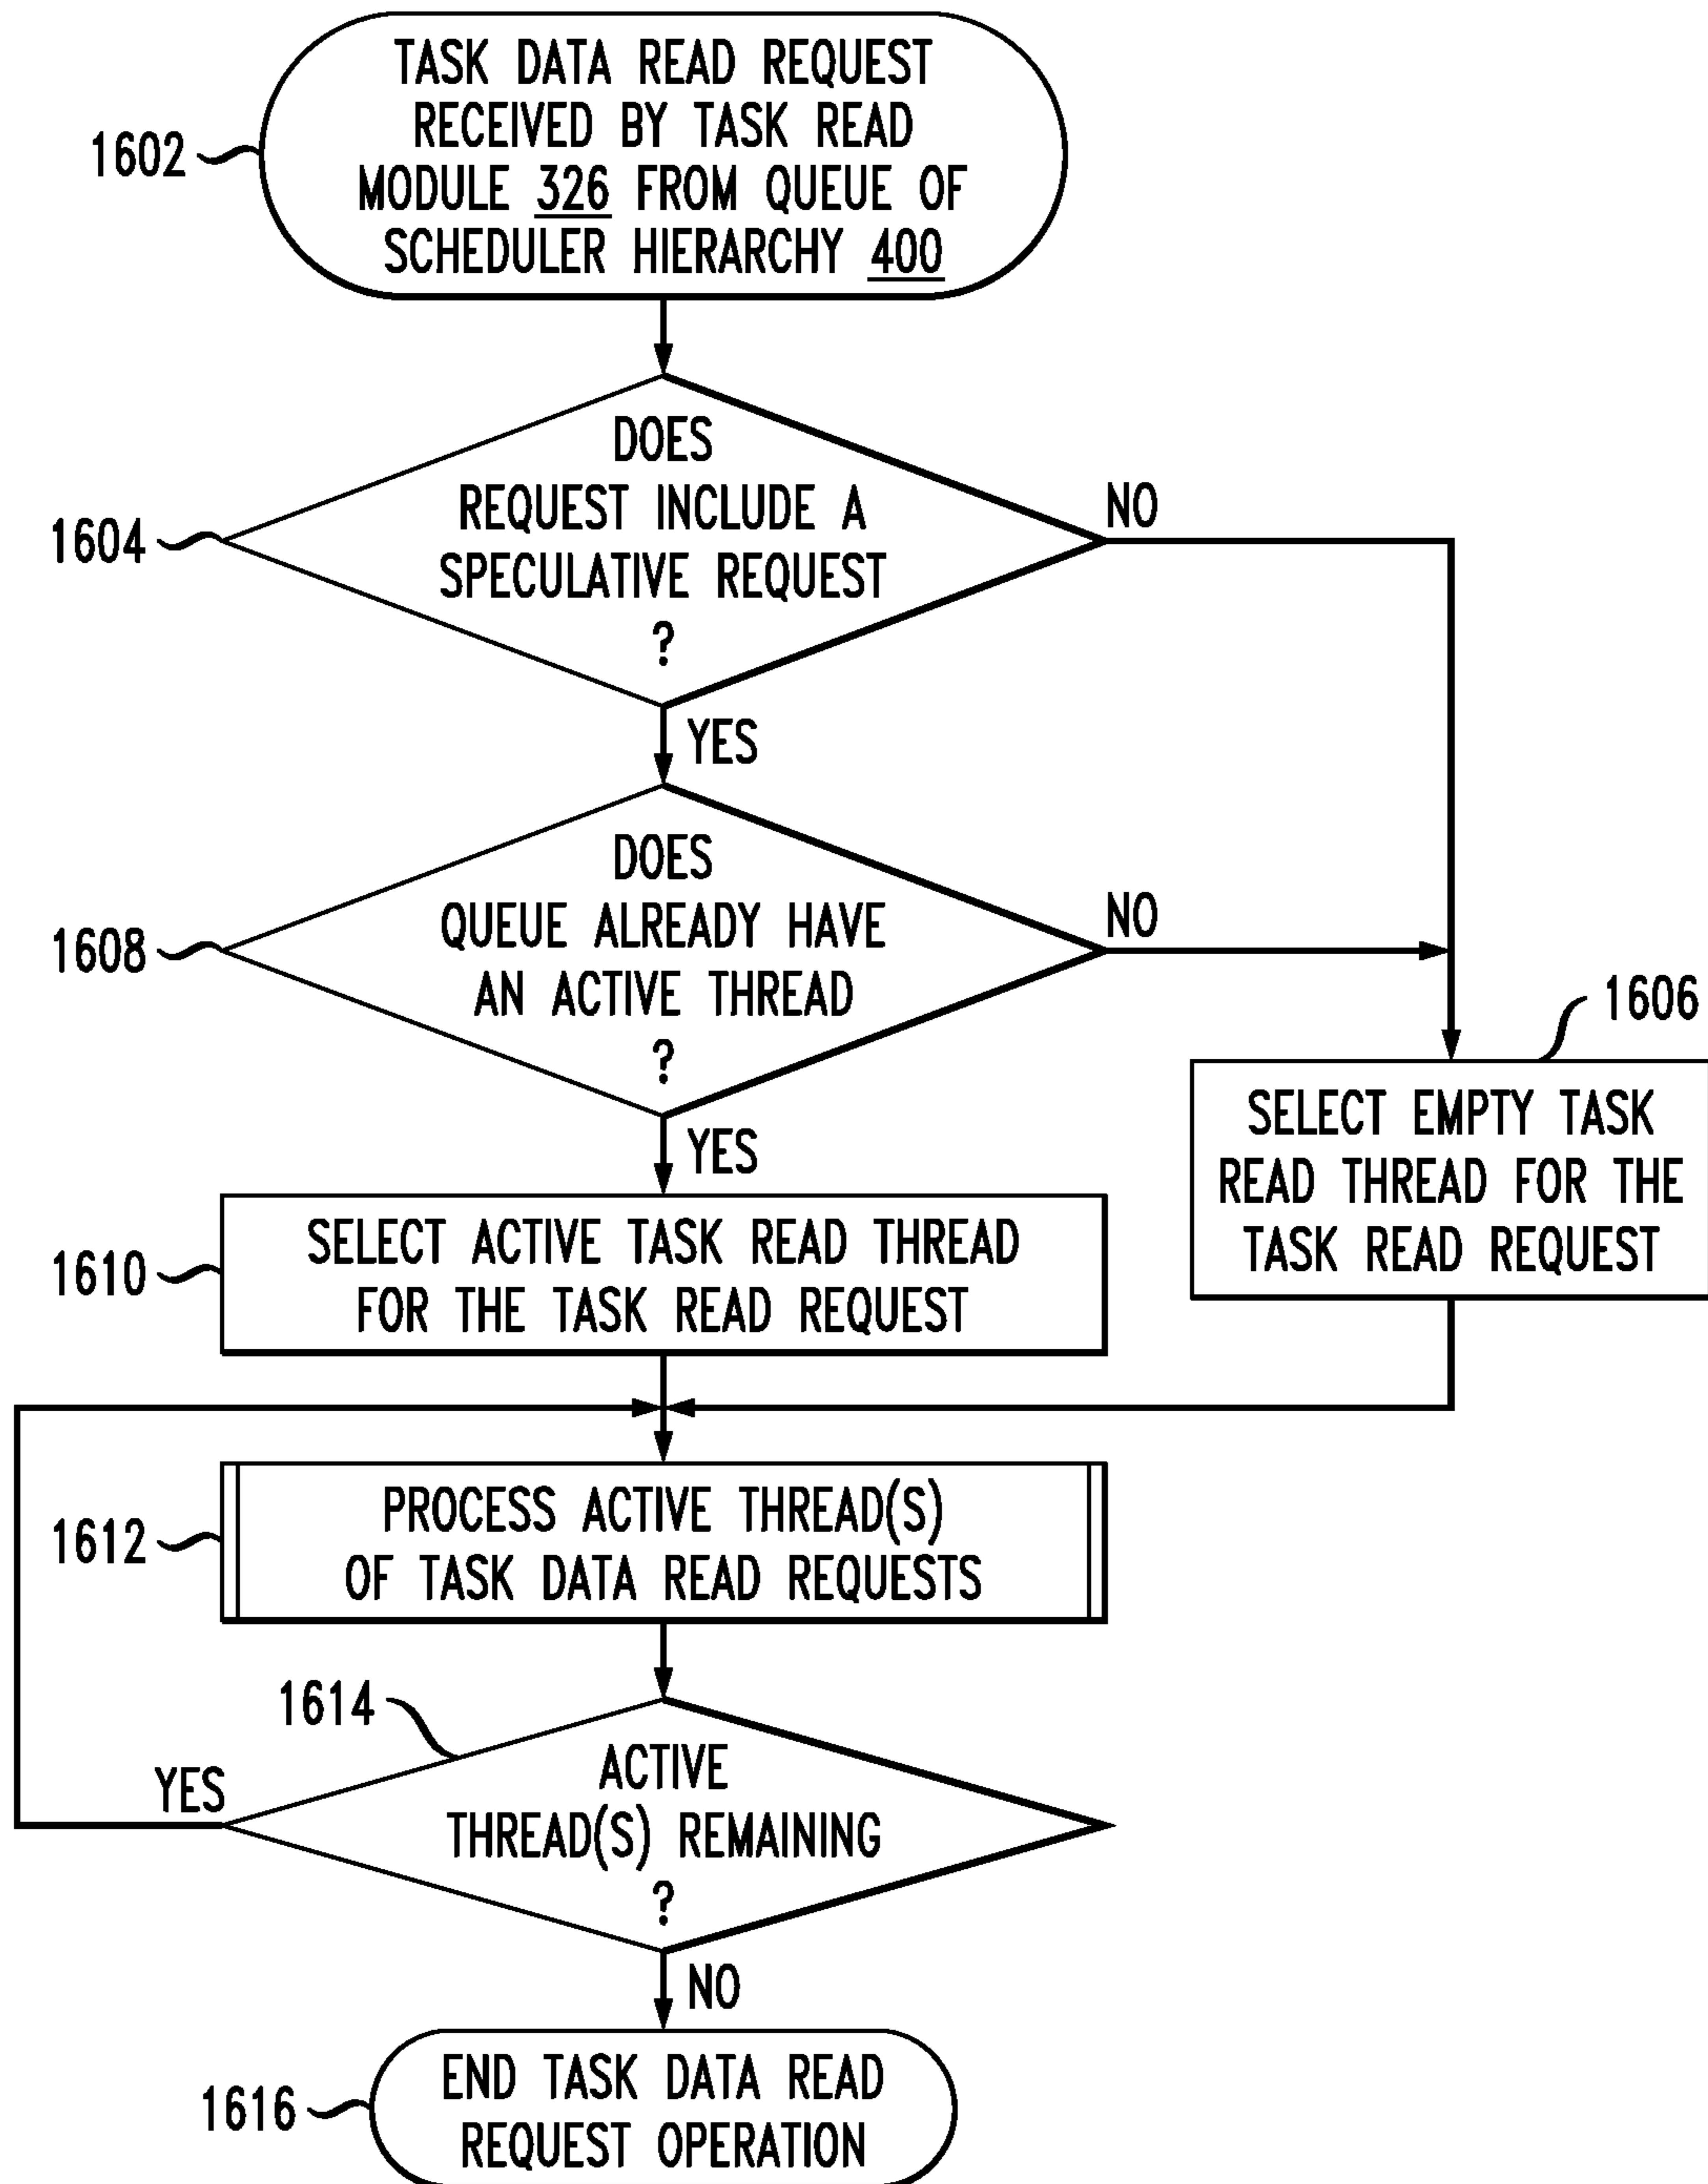 TASK DATA READ REQUEST
RECEIVED BY TASK READ
MODULE 326 FROM QUEUE OF
SCHEDULER HIERARCHY 400
1602
DOES
REQUEST INCLUDE A
SPECULATIVE REQUEST
?
1604
NO
YES
DOES
QUEUE ALREADY HAVE
AN ACTIVE THREAD
?
1608
NO
YES
1606
SELECT EMPTY TASK
READ THREAD FOR THE
TASK READ REQUEST
SELECT ACTIVE TASK READ THREAD
FOR THE TASK READ REQUEST
1610
PROCESS ACTIVE THREAD(S)
OF TASK DATA READ REQUESTS
1612
1614
ACTIVE
THREAD(S) REMAINING
?
YES
NO
END TASK DATA READ
REQUEST OPERATION
1616